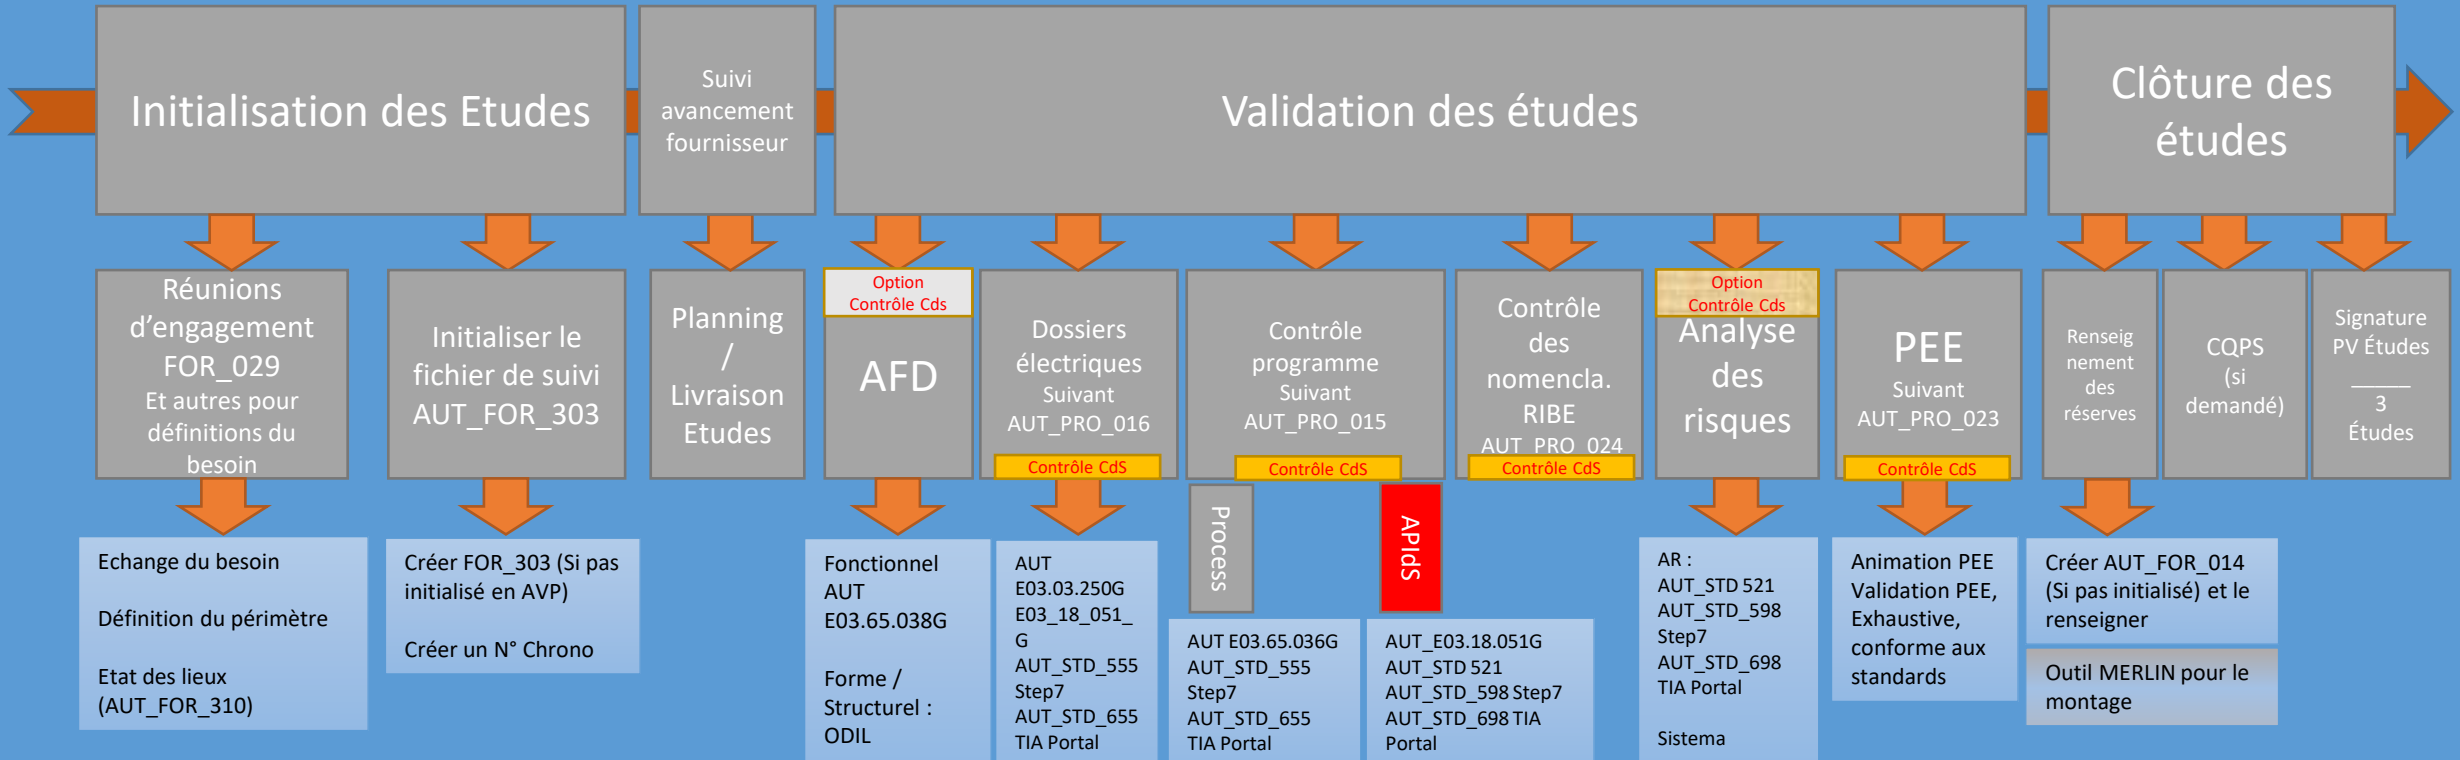 Initialisation des Etudes
Suivi
avancement
fournisseur
Validation des études
Clôture des
études
Réunions
d'engagement
FOR_029
Et autres pour
définitions du
besoin
Initialiser le
fichier de suivi
AUT_FOR_303
Planning
/
Livraison
Etudes
Option
Contrôle Cds
AFD
Dossiers
électriques
Suivant
AUT_PRO_016
Contrôle CdS
Contrôle
programme
Suivant
AUT_PRO_015
Contrôle CdS
Contrôle
des
nomencla.
RIBE
AUT_PRO_024
Contrôle CdS
Option
Contrôle Cds
Analyse
des
risques
PEE
Suivant
AUT_PRO_023
Contrôle CdS
Renseig
nement
des
réserves
CQPS
(si
demandé)
Signature
PV Études
______
3
Études
Process
APIdS
Echange du besoin
Définition du périmètre
Etat des lieux
(AUT_FOR_310)
Créer FOR_303 (Si pas
initialisé en AVP)
Créer un N° Chrono
Fonctionnel
AUT
E03.65.038G
Forme /
Structurel :
ODIL
AUT
E03.03.250G
E03_18_051_
G
AUT_STD_555
Step7
AUT_STD_655
TIA Portal
AUT E03.65.036G
AUT_STD_555
Step7
AUT_STD_655
TIA Portal
AUT_E03.18.051G
AUT_STD 521
AUT_STD_598 Step7
AUT_STD_698 TIA
Portal
AR :
AUT_STD 521
AUT_STD_598
Step7
AUT_STD_698
TIA Portal
Sistema
Animation PEE
Validation PEE,
Exhaustive,
conforme aux
standards
Créer AUT_FOR_014
(Si pas initialisé) et le
renseigner
Outil MERLIN pour le
montage